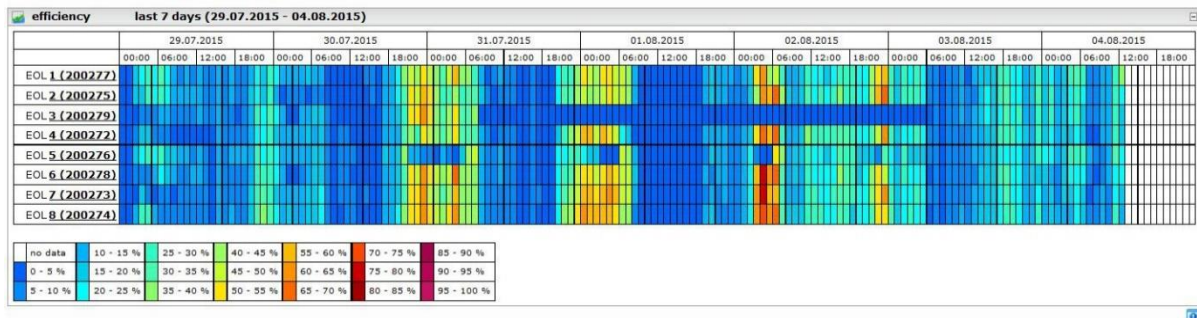 efficiency last 7 days (29.07.2015 - 04.08.2015)
29.07.2015 30.07.2015 31.07.2015 01.08.2015 02.08.2015 03.08.2015 04.08.2015
00:00 06:00 12:00 18:00 00:00 06:00 12:00 18:00 00:00 06:00 12:00 18:00 00:00 06:00 12:00 18:00 00:00 06:00 12:00 18:00 00:00 06:00 12:00 18:00 00:00 06:00 12:00 18:00
EOL 1 (200277)
EOL 2 (200275)
EOL 3 (200279)
EOL 4 (200272)
EOL 5 (200276)
EOL 6 (200278)
EOL 7 (200273)
EOL 8 (200274)
no data 10 - 15 % 25 - 30 % 40 - 45 % 55 - 60 % 70 - 75 % 85 - 90 %
0 - 5 % 15 - 20 % 30 - 35 % 45 - 50 % 60 - 65 % 75 - 80 % 90 - 95 %
5 - 10 % 20 - 25 % 35 - 40 % 50 - 55 % 65 - 70 % 80 - 85 % 95 - 100 %